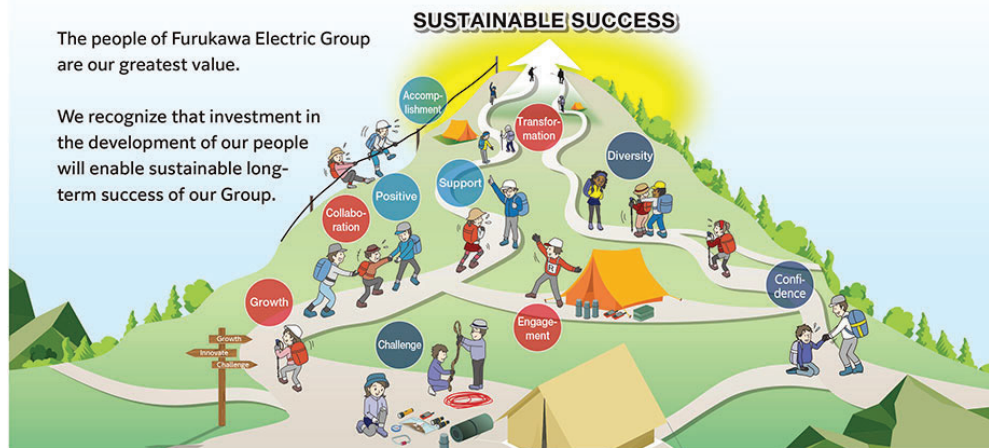 SUSTAINABLE SUCCESS
The people of Furukawa Electric Group
are our greatest value.
We recognize that investment in
the development of our people
will enable sustainable long-
term success of our Group.
Accomp-
lishment
Transfor-
mation
Diversity
Support
Positive
Collabo-
ration
Growth
Confi-
dence
Engage-
ment
Challenge
Growth
Innovate
Challenge